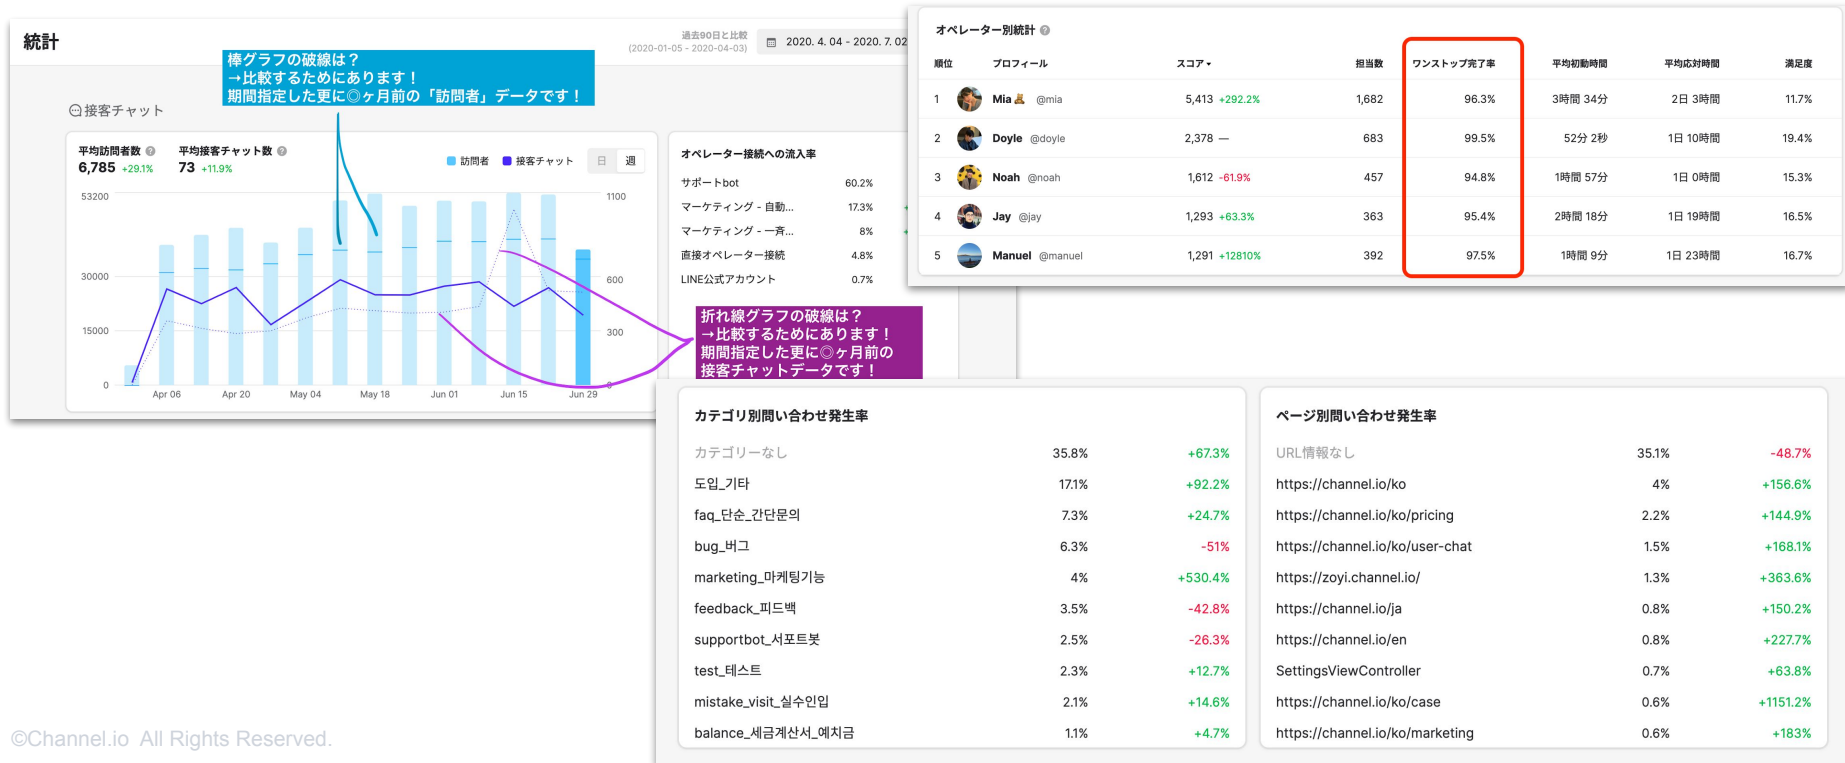 統計
過去90日と比較
(2020-01-05 - 2020-04-03)
2020. 4. 04 - 2020. 7. 02
棒グラフの破線は？
→比較するためにあります！
期間指定した更に◎ヶ月前の「訪問者」データです！
接客チャット
平均訪問者数
6,785 +29.1%
平均接客チャット数
73 +11.9%
訪問者
接客チャット
日 週
53200
30000
15000
0
1100
600
300
0
Apr 06 Apr 20 May 04 May 18 Jun 01 Jun 15 Jun 29
オペレーター接続への流入率
サポートbot 60.2%
マーケティング - 自動... 17.3%
マーケティング - 一斉... 8%
直接オペレーター接続 4.8%
LINE公式アカウント 0.7%
折れ線グラフの破線は？
→比較するためにあります！
期間指定した更に◎ヶ月前の
接客チャットデータです！
オペレーター別統計
順位 プロフィール スコア 担当数 ワンストップ完了率 平均初動時間 平均応対時間 満足度
1 Mia @mia 5,413 +292.2% 1,682 96.3% 3時間 34分 2日 3時間 11.7%
2 Doyle @doyle 2,378 — 683 99.5% 52分 2秒 1日 10時間 19.4%
3 Noah @noah 1,612 -61.9% 457 94.8% 1時間 57分 1日 0時間 15.3%
4 Jay @jay 1,293 +63.3% 363 95.4% 2時間 18分 1日 19時間 16.5%
5 Manuel @manuel 1,291 +12810% 392 97.5% 1時間 9分 1日 23時間 16.7%
カテゴリ別問い合わせ発生率
カテゴリーなし 35.8% +67.3%
도입_기타 17.1% +92.2%
faq_단순_간단문의 7.3% +24.7%
bug_버그 6.3% -51%
marketing_마케팅기능 4% +530.4%
feedback_피드백 3.5% -42.8%
supportbot_서포트봇 2.5% -26.3%
test_테스트 2.3% +12.7%
mistake_visit_실수인입 2.1% +14.6%
balance_세금계산서_예치금 1.1% +4.7%
ページ別問い合わせ発生率
URL情報なし 35.1% -48.7%
https://channel.io/ko 4% +156.6%
https://channel.io/ko/pricing 2.2% +144.9%
https://channel.io/ko/user-chat 1.5% +168.1%
https://zoyi.channel.io/ 1.3% +363.6%
https://channel.io/ja 0.8% +150.2%
https://channel.io/en 0.8% +227.7%
SettingsViewController 0.7% +63.8%
https://channel.io/ko/case 0.6% +1151.2%
https://channel.io/ko/marketing 0.6% +183%
©Channel.io All Rights Reserved.